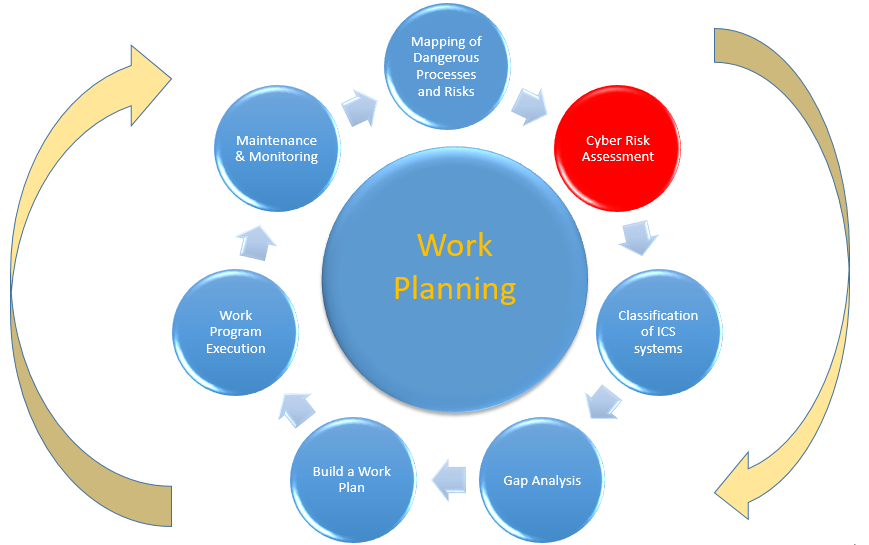 Mapping of
Dangerous
Processes
and Risks
Cyber Risk
Assessment
Classification
of ICS
systems
Gap Analysis
Build a Work
Plan
Work
Program
Execution
Maintenance
& Monitoring
Work
Planning